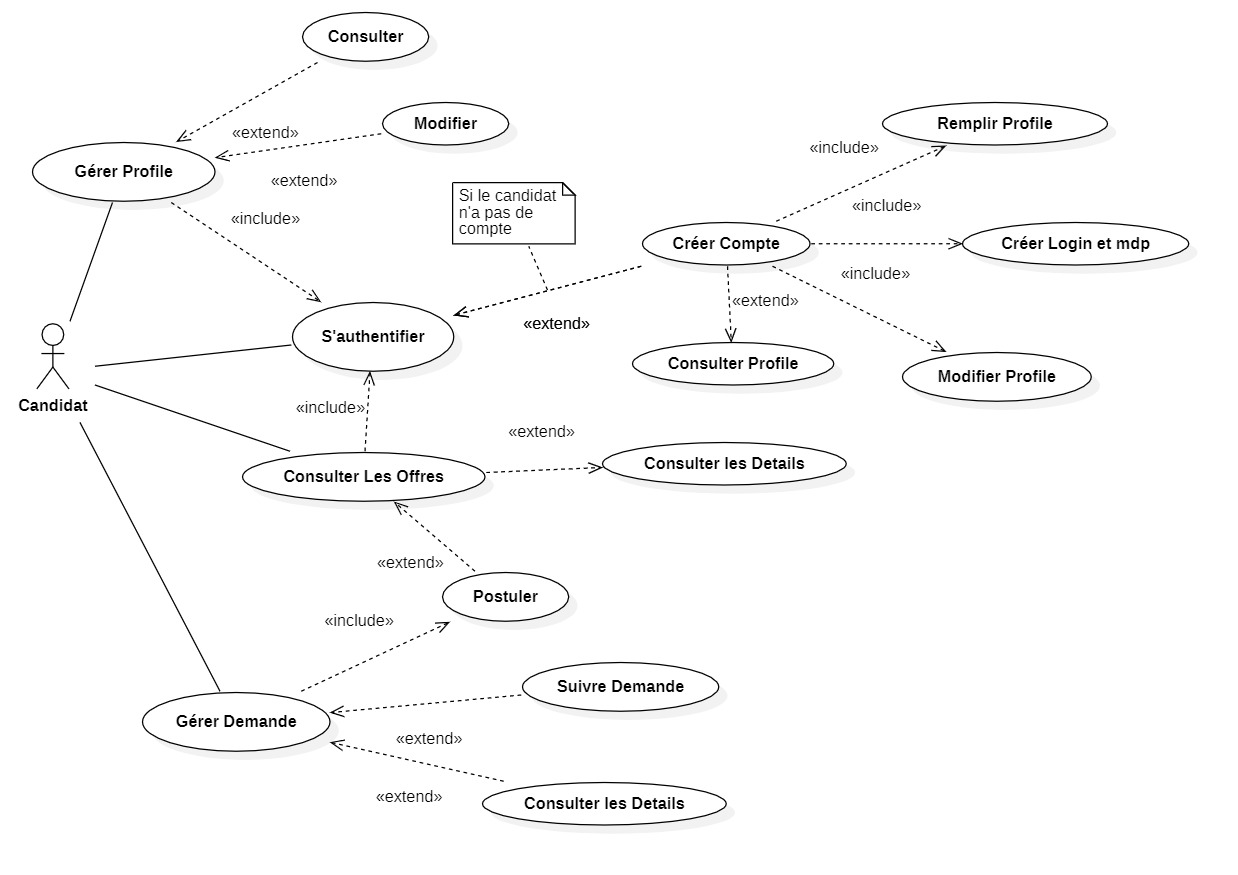 Consulter
Modifier
«extend»
Gérer Profile
«extend»
«include»
Si le candidat
n'a pas de
compte
Remplir Profile
«include»
«include»
Créer Compte
Créer Login et mdp
«include»
«extend»
«extend»
S'authentifier
Consulter Profile
Modifier Profile
Candidat
«include»
«extend»
Consulter Les Offres
Consulter les Details
«extend»
Postuler
«include»
Suivre Demande
Gérer Demande
«extend»
«extend»
Consulter les Details